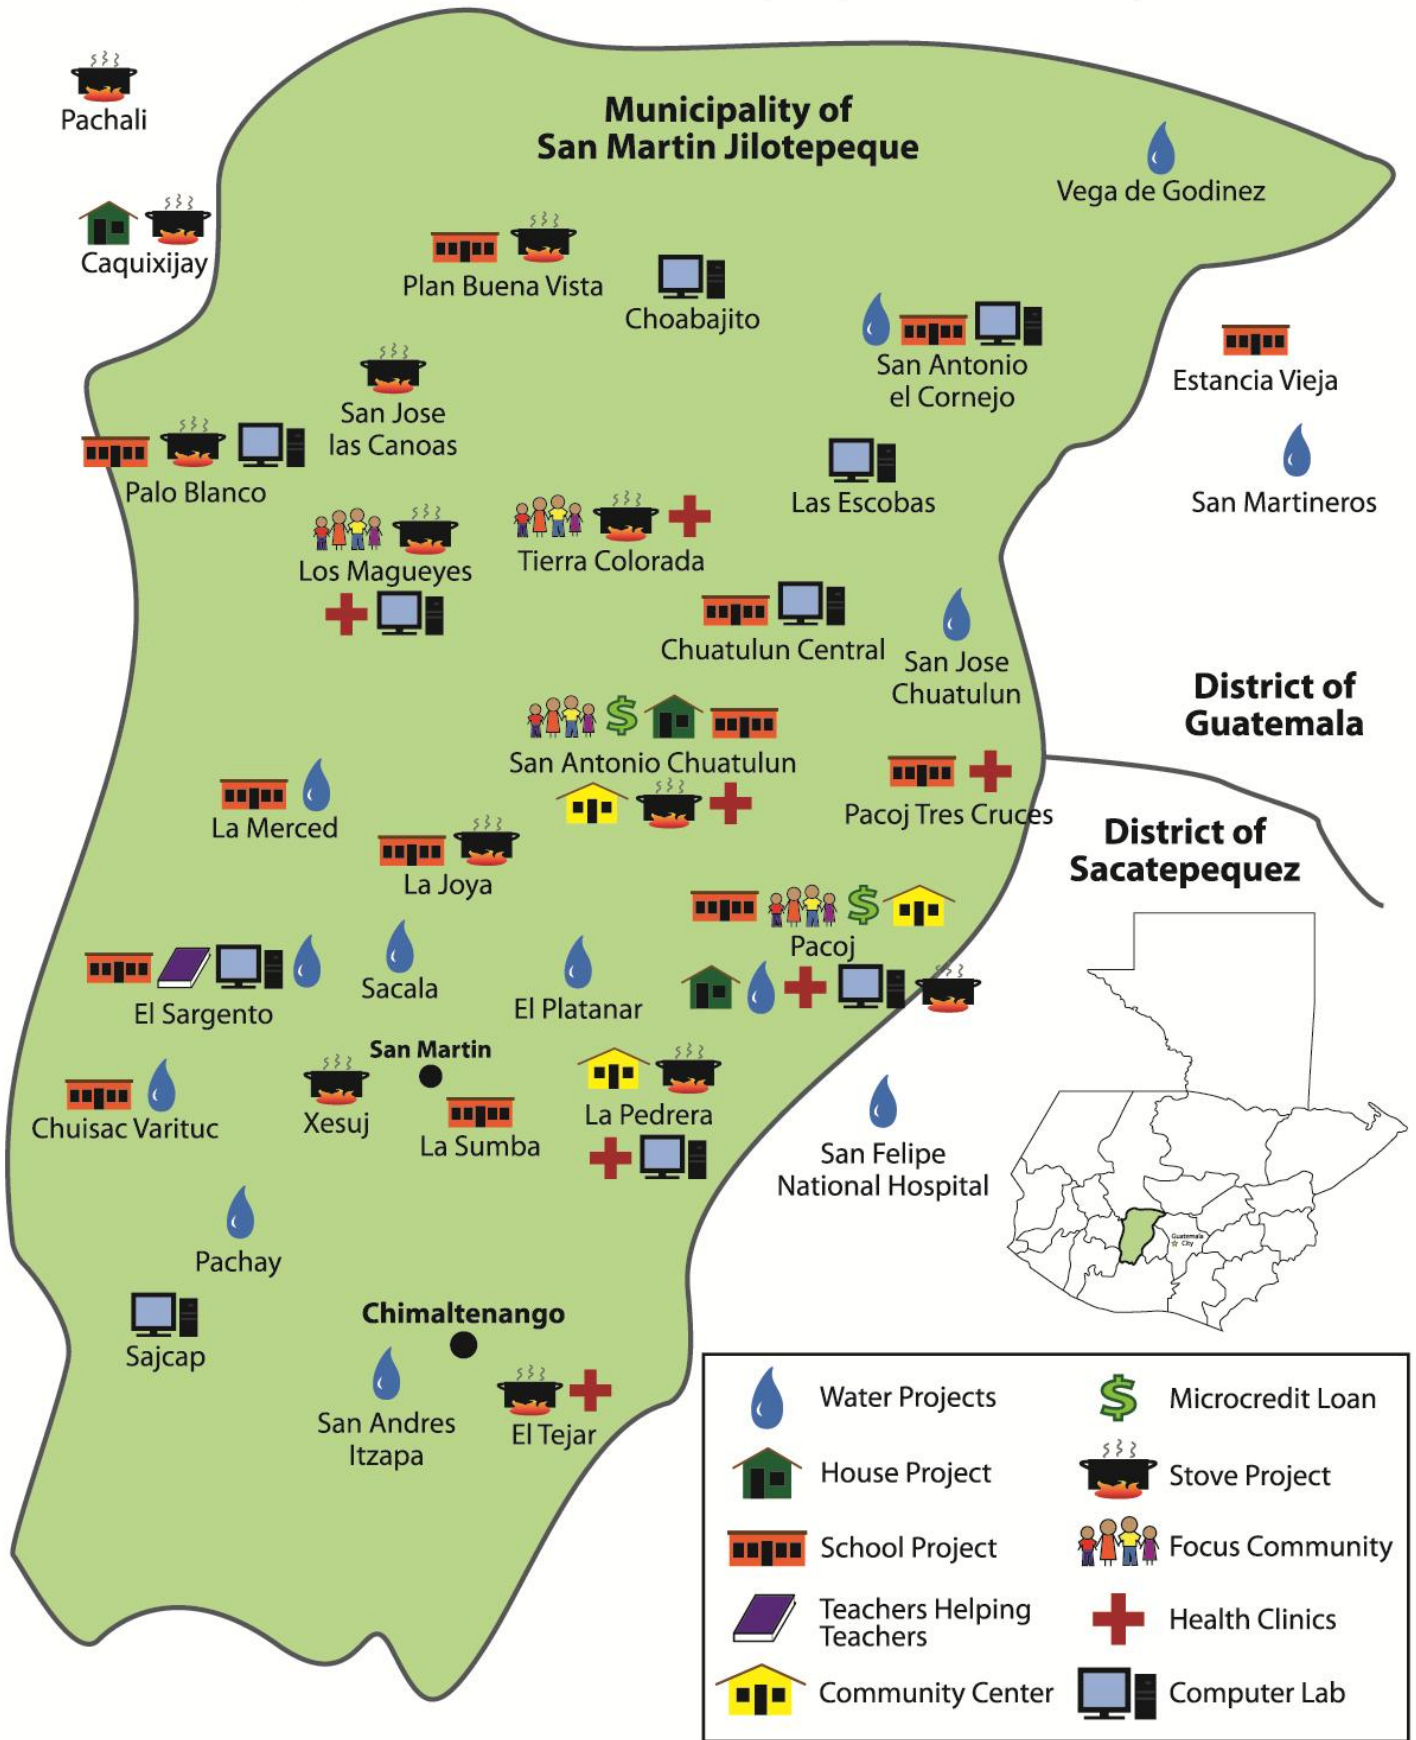 Municipality of
San Martin Jilotepeque
Pachali
Vega de Godinez
Caquixijay
Plan Buena Vista
Choabajito
San Antonio
el Cornejo
Estancia Vieja
San Jose
las Canoas
Palo Blanco
Las Escobas
San Martineros
Los Magueyes
Tierra Colorada
Chuatulun Central
San Jose
Chuatulun
District of
Guatemala
San Antonio Chuatulun
La Merced
Pacoj Tres Cruces
La Joya
District of
Sacatepequez
Pacoj
Sacala
El Platanar
El Sargento
San Martin
Chuisac Varituc
Xesuj
La Sumba
La Pedrera
San Felipe
National Hospital
Guatemala
City
Pachay
Sajcap
Chimaltenango
San Andres
Itzapa
El Tejar
Water Projects
Microcredit Loan
House Project
Stove Project
School Project
Focus Community
Teachers Helping
Teachers
Health Clinics
Community Center
Computer Lab